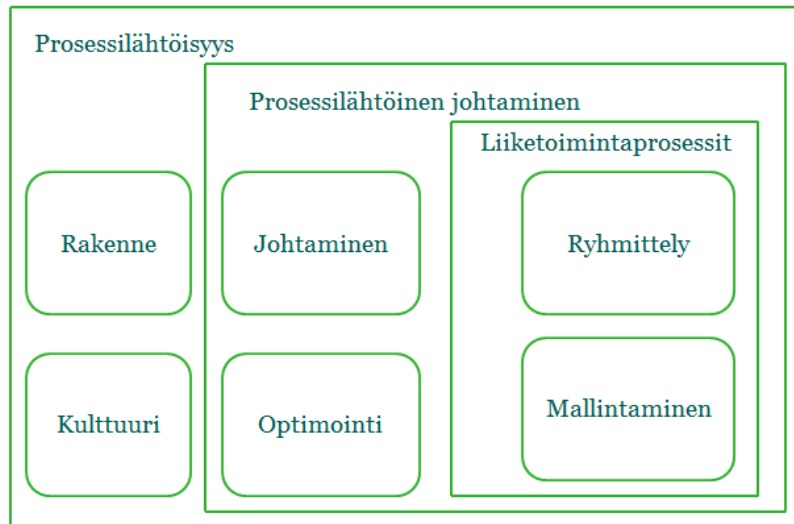 Prosessilähtöisyys
Prosessilähtöinen johtaminen
Liiketoimintaprosessit
Rakenne
Johtaminen
Ryhmittely
Kulttuuri
Optimointi
Mallintaminen